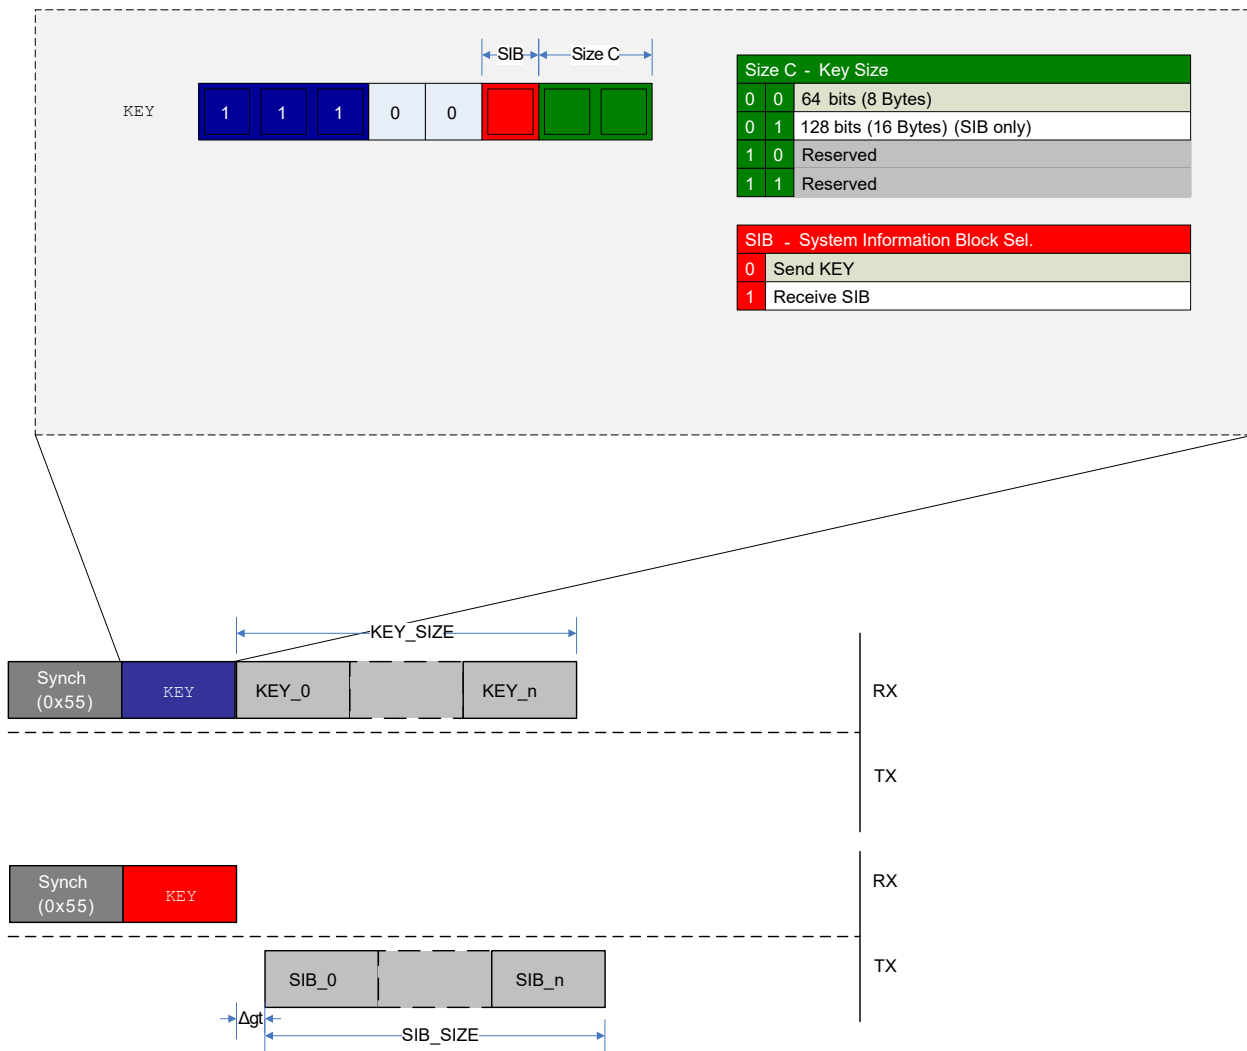 SIB Size C
KEY 1 1 1 0 0
Size C - Key Size
0 0 64 bits (8 Bytes)
0 1 128 bits (16 Bytes) (SIB only)
1 0 Reserved
1 1 Reserved
SIB - System Information Block Sel.
0 Send KEY
1 Receive SIB
KEY_SIZE
Synch
(0x55)
KEY
KEY_0
KEY_n
RX
TX
Synch
(0x55)
KEY
RX
SIB_0
SIB_n
TX
Δgt
SIB_SIZE